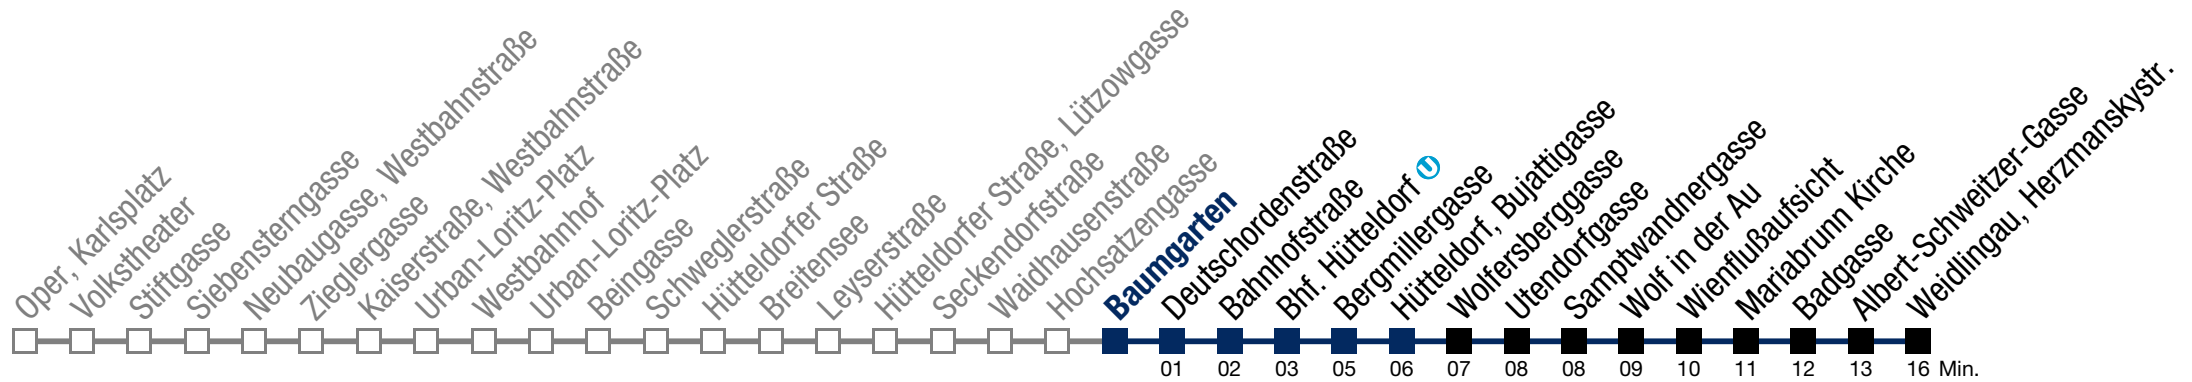 Oper, Karlsplatz
Volkstheater
Stiftgasse
Siebensterngasse
Neubaugasse, Westbahnstraße
Zieglergasse
Kaiserstraße, Westbahnstraße
Urban-Loritz-Platz
Westbahnhof
Urban-Loritz-Platz
Beingasse
Schweglerstraße
Hütteldorfer Straße
Breitensee
Leyserstraße
Hütteldorfer Straße, Lützowgasse
Seckendorfstraße
Waidhausenstraße
Hochsatzengasse
Baumgarten
Deutschordenstraße
Bahnhofstraße
Bhf. Hütteldorf U
Bergmillergasse
Hütteldorf, Bujattigasse
Wolfersberggasse
Utendorfgasse
Samptwandnergasse
Wolf in der Au
Wienflußaufsicht
Mariabrunn Kirche
Badgasse
Albert-Schweitzer-Gasse
Weidlingau, Herzmanskystr.
01 02 03 05 06 07 08 08 09 10 11 12 13 16 Min.